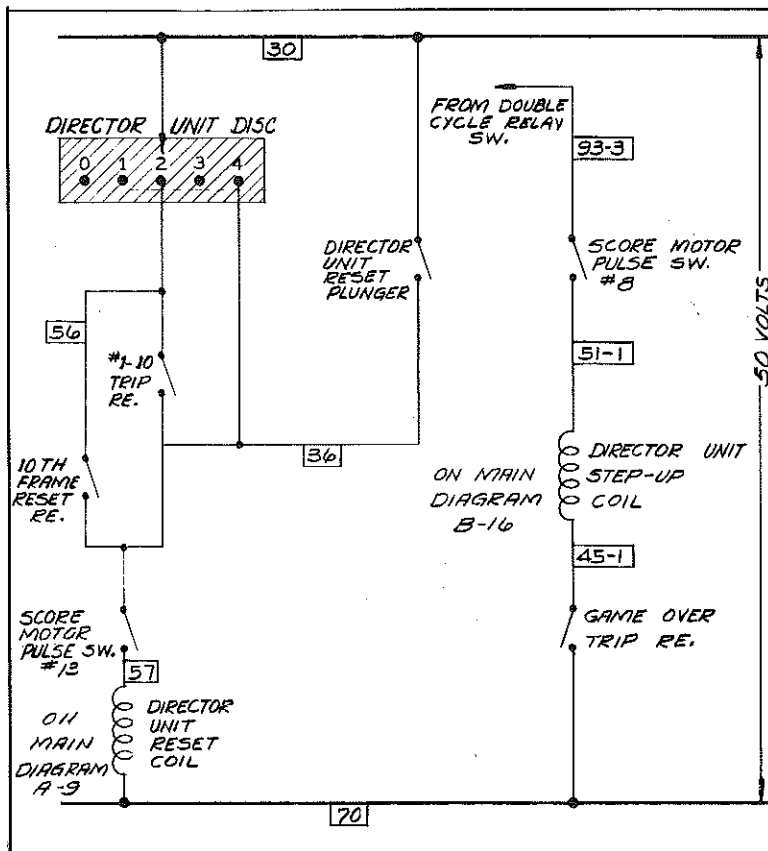 30
FROM DOUBLE
CYCLE RELAY
SW.
93-3
DIRECTOR UNIT DISC
0 1 2 3 4
DIRECTOR
UNIT
RESET
PLUNGER
SCORE MOTOR
PULSE SW.
#8
50 VOLTS
56
#1-10
TRIP
RE.
51-1
36
10TH
FRAME
RESET
RE.
ON MAIN
DIAGRAM
B-16
DIRECTOR UNIT
STEP-UP
COIL
45-1
SCORE
MOTOR
PULSE SW.
#13
57
GAME OVER
TRIP RE.
ON
MAIN
DIAGRAM
A-9
DIRECTOR
UNIT
RESET
COIL
70